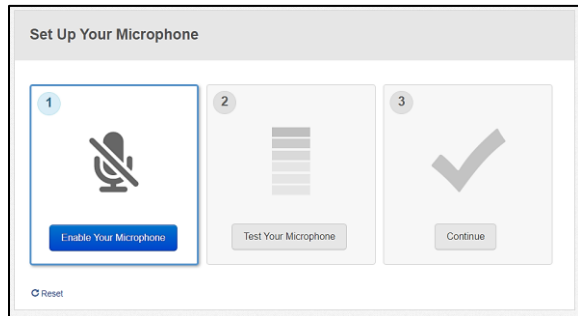 Set Up Your Microphone
1
2
3
Enable Your Microphone
Test Your Microphone
Continue
Reset